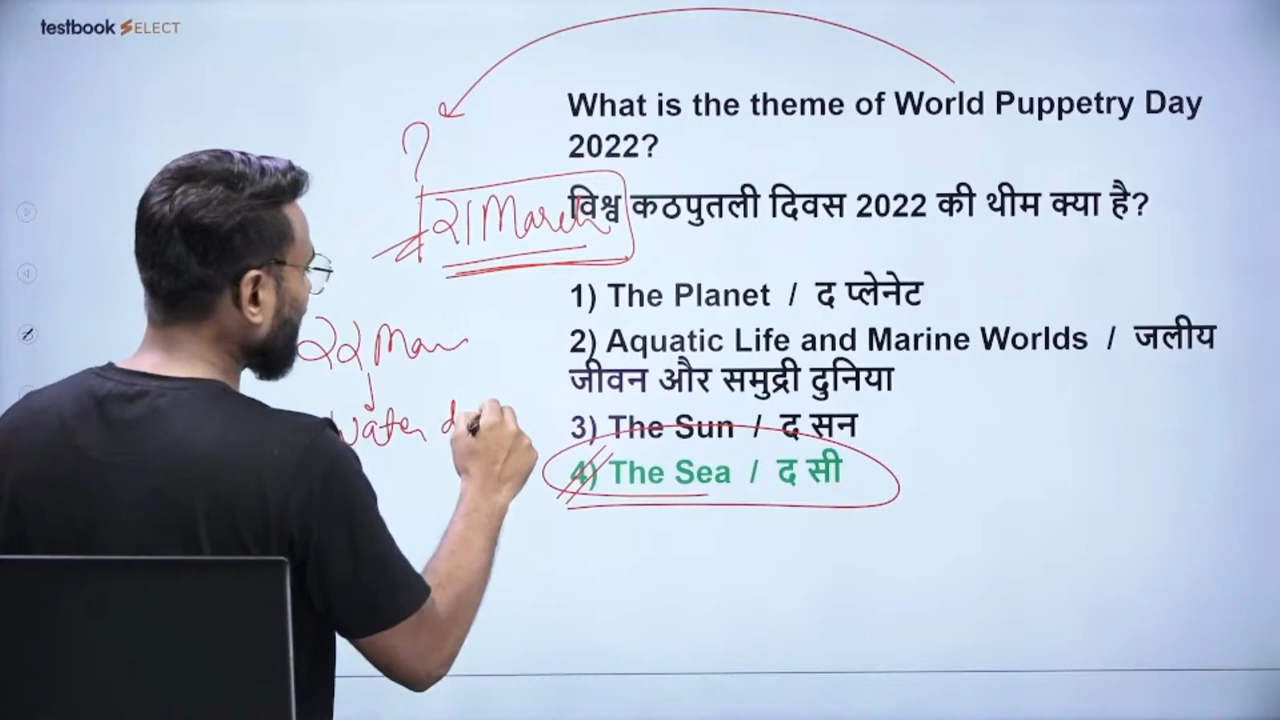 testbook SELECT
What is the theme of World Puppetry Day
2022?
?
विश्व कठपुतली दिवस 2022 की थीम क्या है?
21 March
1) The Planet / द प्लेनेट
2) Aquatic Life and Marine Worlds / जलीय
जीवन और समुद्री दुनिया
22 Mar
3) The Sun / द सन
Water d
4) The Sea / द सी